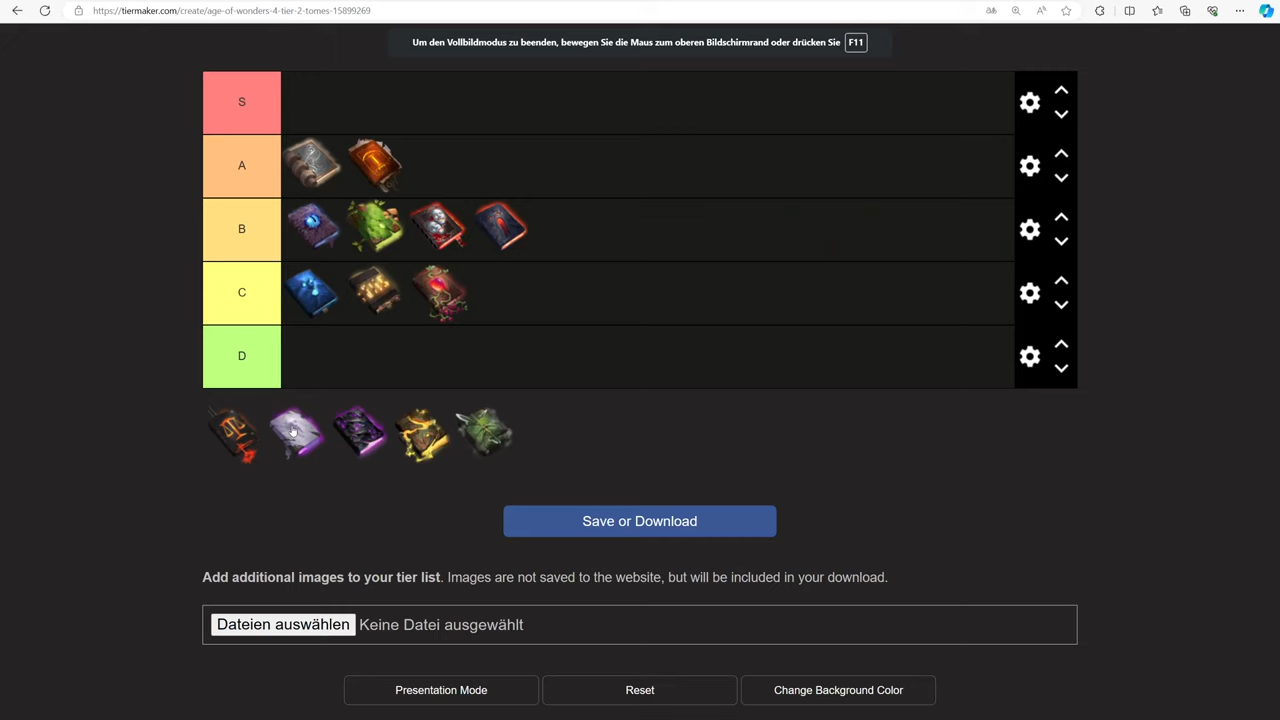 https://tiermaker.com/create/age-of-wonders-4-tier-2-tomes-15899269
Um den Vollbildmodus zu beenden, bewegen Sie die Maus zum oberen Bildschirmrand oder drücken Sie F11
S
A
B
C
D
Save or Download
Add additional images to your tier list. Images are not saved to the website, but will be included in your download.
Dateien auswählen Keine Datei ausgewählt
Presentation Mode Reset Change Background Color